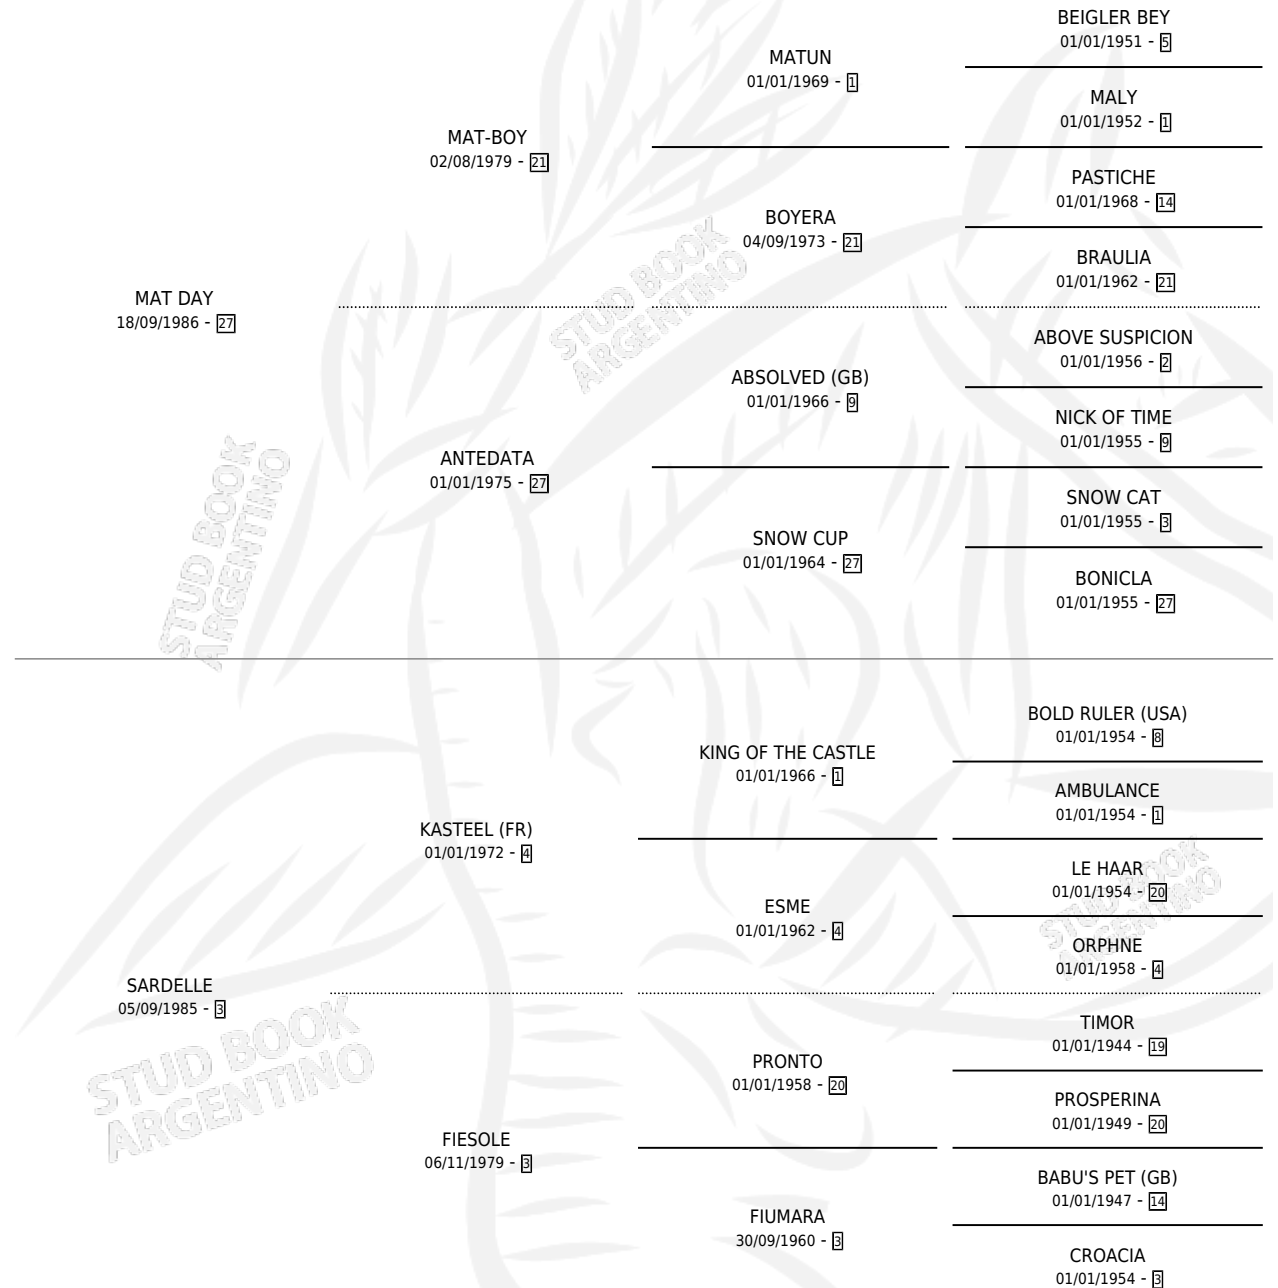 BEIGLER BEY
01/01/1951 - 5
MATUN
01/01/1969 - 1
MALY
01/01/1952 - 1
MAT-BOY
02/08/1979 - 21
PASTICHE
01/01/1968 - 14
BOYERA
04/09/1973 - 21
BRAULIA
01/01/1962 - 21
MAT DAY
18/09/1986 - 27
STUD BOOK
ARGENTINO
ABOVE SUSPICION
01/01/1956 - 2
ABSOLVED (GB)
01/01/1966 - 9
NICK OF TIME
01/01/1955 - 9
ANTEDATA
01/01/1975 - 27
SNOW CAT
01/01/1955 - 3
SNOW CUP
01/01/1964 - 27
BONICLA
01/01/1955 - 27
STUD BOOK
ARGENTINO
BOLD RULER (USA)
01/01/1954 - 8
KING OF THE CASTLE
01/01/1966 - 1
AMBULANCE
01/01/1954 - 1
KASTEEL (FR)
01/01/1972 - 4
LE HAAR
01/01/1954 - 20
ESME
01/01/1962 - 4
STUD BOOK
ARGENTINO
ORPHNE
01/01/1958 - 4
SARDELLE
05/09/1985 - 3
STUD BOOK
ARGENTINO
TIMOR
01/01/1944 - 19
PRONTO
01/01/1958 - 20
PROSPERINA
01/01/1949 - 20
FIESOLE
06/11/1979 - 3
BABU'S PET (GB)
01/01/1947 - 14
FIUMARA
30/09/1960 - 3
CROACIA
01/01/1954 - 3